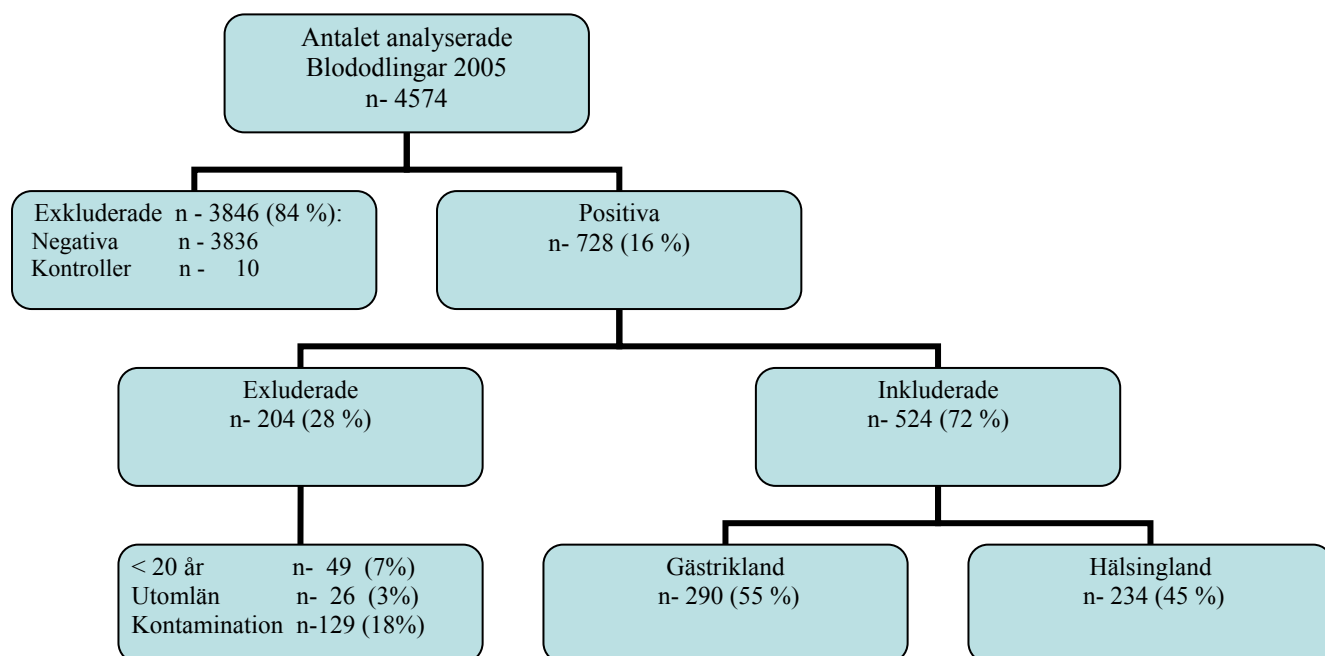 Antalet analyserade
Blododlingar 2005
n- 4574
Exkluderade n - 3846 (84 %):
Negativa n - 3836
Kontroller n - 10
Positiva
n- 728 (16 %)
Exluderade
n- 204 (28 %)
Inkluderade
n- 524 (72 %)
< 20 år n- 49 (7%)
Utomlän n- 26 (3%)
Kontamination n-129 (18%)
Gästrikland
n- 290 (55 %)
Hälsingland
n- 234 (45 %)